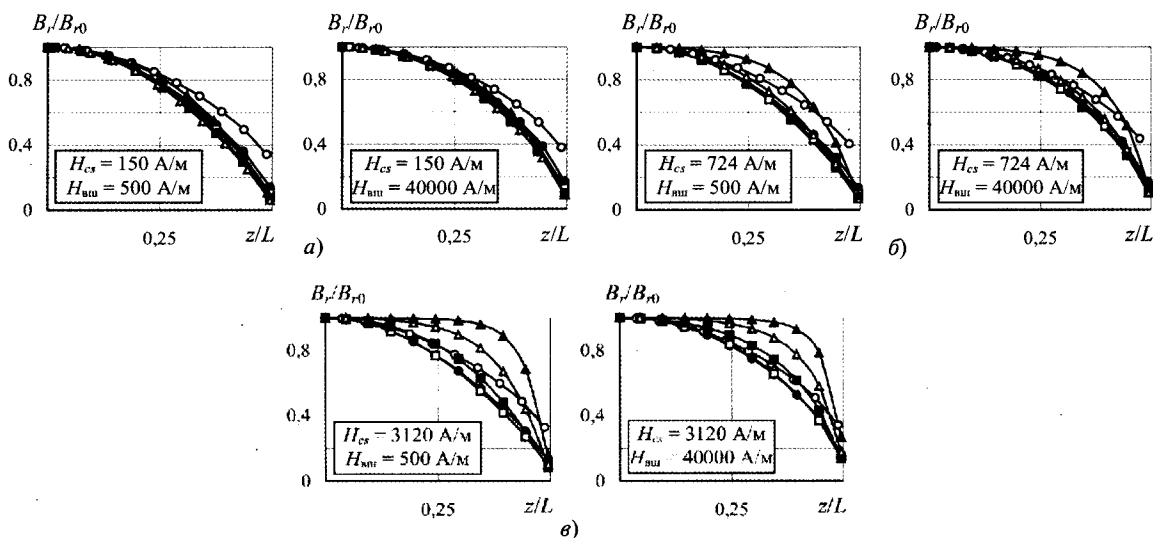 B_r/B_r0 B_r/B_r0 B_r/B_r0 B_r/B_r0
0,8 0,8 0,8 0,8
0,4 0,4 0,4 0,4
H_cs = 150 А/м H_cs = 150 А/м H_cs = 724 А/м H_cs = 724 А/м
H_вш = 500 А/м H_вш = 40000 А/м H_вш = 500 А/м H_вш = 40000 А/м
0 0 0 0
0,25 z/L 0,25 z/L 0,25 z/L 0,25 z/L
а) б)
B_r/B_r0 B_r/B_r0
0,8 0,8
0,4 0,4
H_cs = 3120 А/м H_cs = 3120 А/м
H_вш = 500 А/м H_вш = 40000 А/м
0 0
0,25 z/L 0,25 z/L
в)